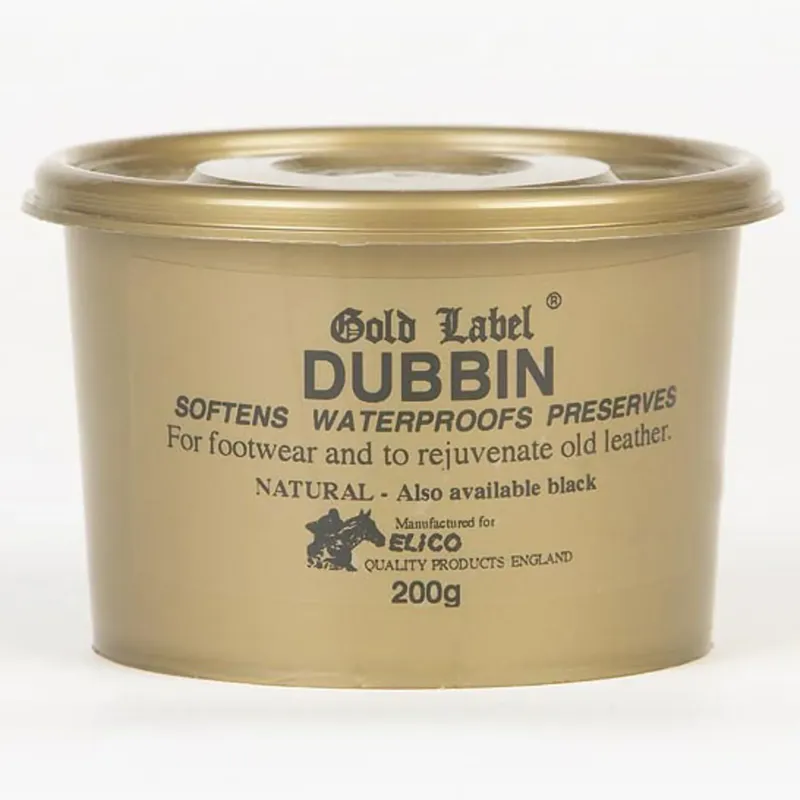 Gold Label ®
DUBBIN
SOFTENS WATERPROOFS PRESERVES
For footwear and to rejuvenate old leather.
NATURAL - Also available black
Manufactured for
ELICO
QUALITY PRODUCTS ENGLAND
200g